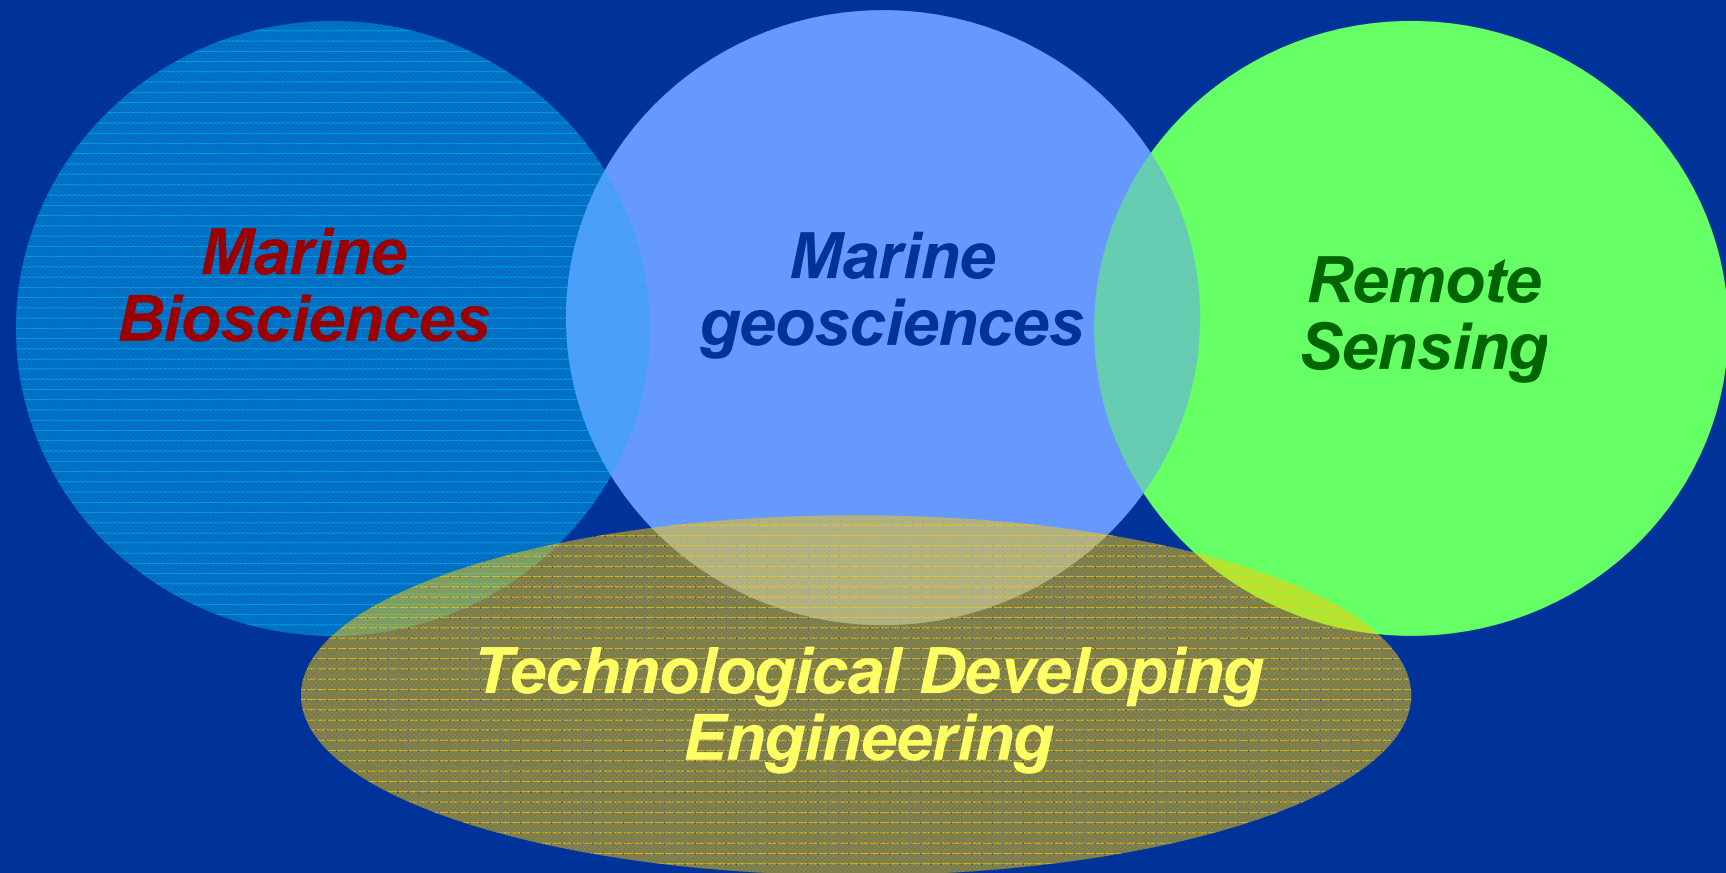 Marine
Biosciences
Marine
geosciences
Remote
Sensing
Technological Developing
Engineering